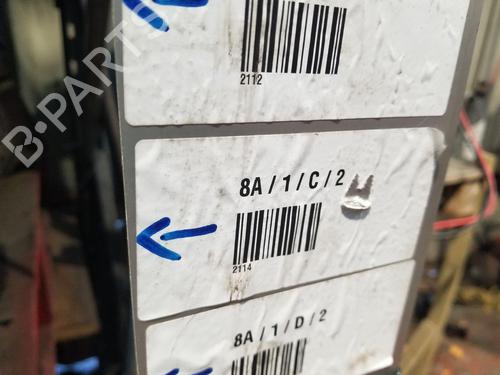 2112
8A / 1 / C / 2
2114
8A / 1 / D / 2
B-PARTS